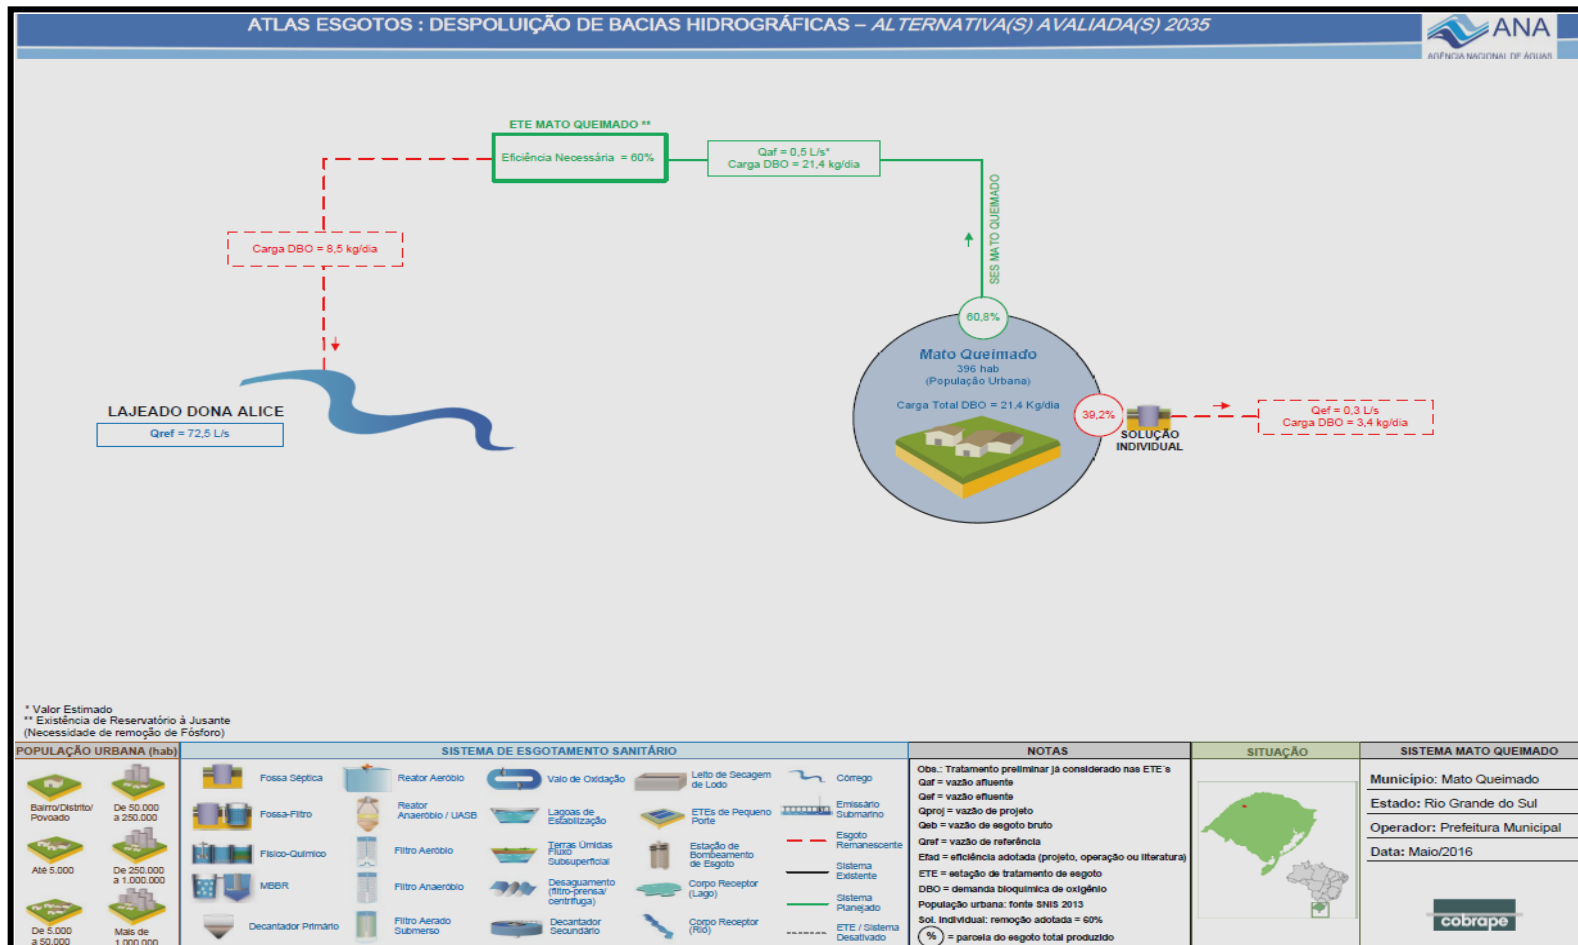 ATLAS ESGOTOS : DESPOLUIÇÃO DE BACIAS HIDROGRÁFICAS – ALTERNATIVA(S) AVALIADA(S) 2035
ANA
AGÊNCIA NACIONAL DE ÁGUAS
ETE MATO QUEIMADO **
Eficiência Necessária = 60%
Qaf = 0,5 L/s*
Carga DBO = 21,4 kg/dia
SES MATO QUEIMADO
Carga DBO = 8,5 kg/dia
60,8%
Mato Queimado
396 hab
(População Urbana)
Carga Total DBO = 21,4 Kg/dia
39,2%
SOLUÇÃO
INDIVIDUAL
Qef = 0,3 L/s
Carga DBO = 3,4 kg/dia
LAJEADO DONA ALICE
Qref = 72,5 L/s
* Valor Estimado
** Existência de Reservatório à Jusante
(Necessidade de remoção de Fósforo)
POPULAÇÃO URBANA (hab)
Bairro/Distrito/
Povoado
De 50.000
a 250.000
Até 5.000
De 250.000
a 1.000.000
De 5.000
a 50.000
Mais de
1.000.000
SISTEMA DE ESGOTAMENTO SANITÁRIO
Fossa Séptica
Fossa-Filtro
Físico-Químico
MBBR
Decantador Primário
Reator Aeróbio
Reator
Anaeróbio / UASB
Filtro Aeróbio
Filtro Anaeróbio
Filtro Aerado
Submerso
Valo de Oxidação
Lagoas de
Estabilização
Terras Úmidas
Fluxo
Subsuperficial
Desaguamento
(filtro-prensa/
centrífuga)
Decantador
Secundário
Leito de Secagem
de Lodo
ETEs de Pequeno
Porte
Estação de
Bombeamento
de Esgoto
Corpo Receptor
(Lago)
Corpo Receptor
(Rio)
Córrego
Emissário
Submarino
Esgoto
Remanescente
Sistema
Existente
Sistema
Planejado
ETE / Sistema
Desativado
NOTAS
Obs.: Tratamento preliminar já considerado nas ETE´s
Qaf = vazão afluente
Qef = vazão efluente
Qproj = vazão de projeto
Qeb = vazão de esgoto bruto
Qref = vazão de referência
Efad = eficiência adotada (projeto, operação ou literatura)
ETE = estação de tratamento de esgoto
DBO = demanda bioquímica de oxigênio
População urbana: fonte SNIS 2013
Sol. Individual: remoção adotada = 60%
% = parcela do esgoto total produzido
SITUAÇÃO
SISTEMA MATO QUEIMADO
Município: Mato Queimado
Estado: Rio Grande do Sul
Operador: Prefeitura Municipal
Data: Maio/2016
cobrape